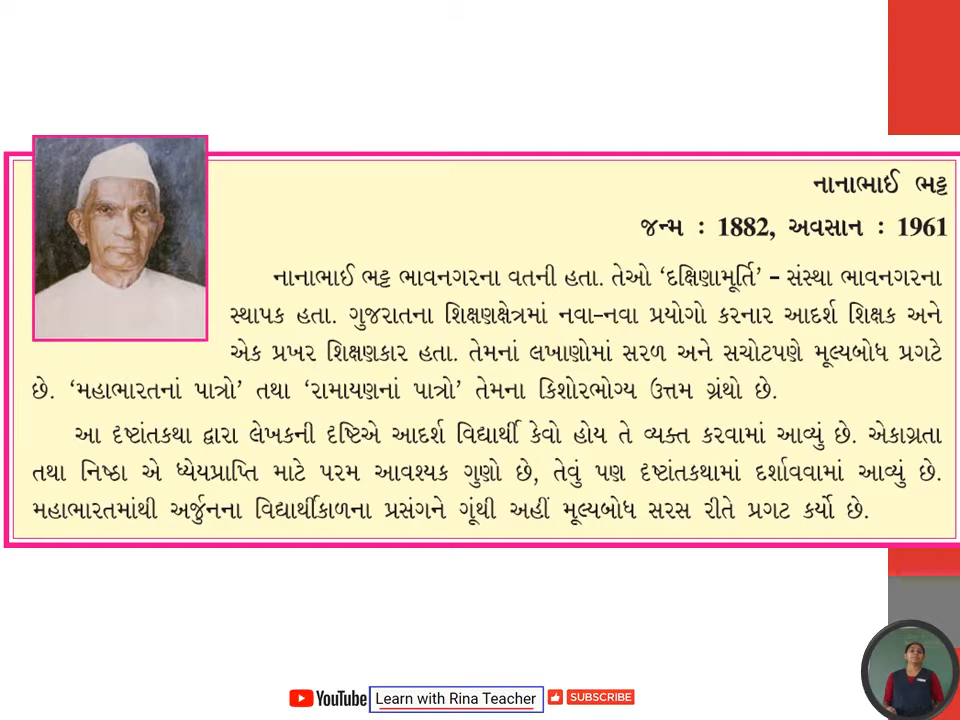 નાનાભાઈ ભટ્ટ
જન્મ : 1882, અવસાન : 1961
નાનાભાઈ ભટ્ટ ભાવનગરના વતની હતા. તેઓ ‘દક્ષિણામૂર્તિ’ – સંસ્થા ભાવનગરના
સ્થાપક હતા. ગુજરાતના શિક્ષણક્ષેત્રમાં નવા-નવા પ્રયોગો કરનાર આદર્શ શિક્ષક અને
એક પ્રખર શિક્ષણકાર હતા. તેમનાં લખાણોમાં સરળ અને સચોટપણે મૂલ્યબોધ પ્રગટે
છે. ‘મહાભારતનાં પાત્રો’ તથા ‘રામાયણનાં પાત્રો’ તેમના કિશોરભોગ્ય ઉત્તમ ગ્રંથો છે.
આ દૃષ્ટાંતકથા દ્વારા લેખકની દૃષ્ટિએ આદર્શ વિદ્યાર્થી કેવો હોય તે વ્યક્ત કરવામાં આવ્યું છે. એકાગ્રતા
તથા નિષ્ઠા એ ધ્યેયપ્રાપ્તિ માટે પરમ આવશ્યક ગુણો છે, તેવું પણ દૃષ્ટાંતકથામાં દર્શાવવામાં આવ્યું છે.
મહાભારતમાંથી અર્જુનના વિદ્યાર્થીકાળના પ્રસંગને ગૂંથી અહીં મૂલ્યબોધ સરસ રીતે પ્રગટ કર્યો છે.
YouTube Learn with Rina Teacher SUBSCRIBE